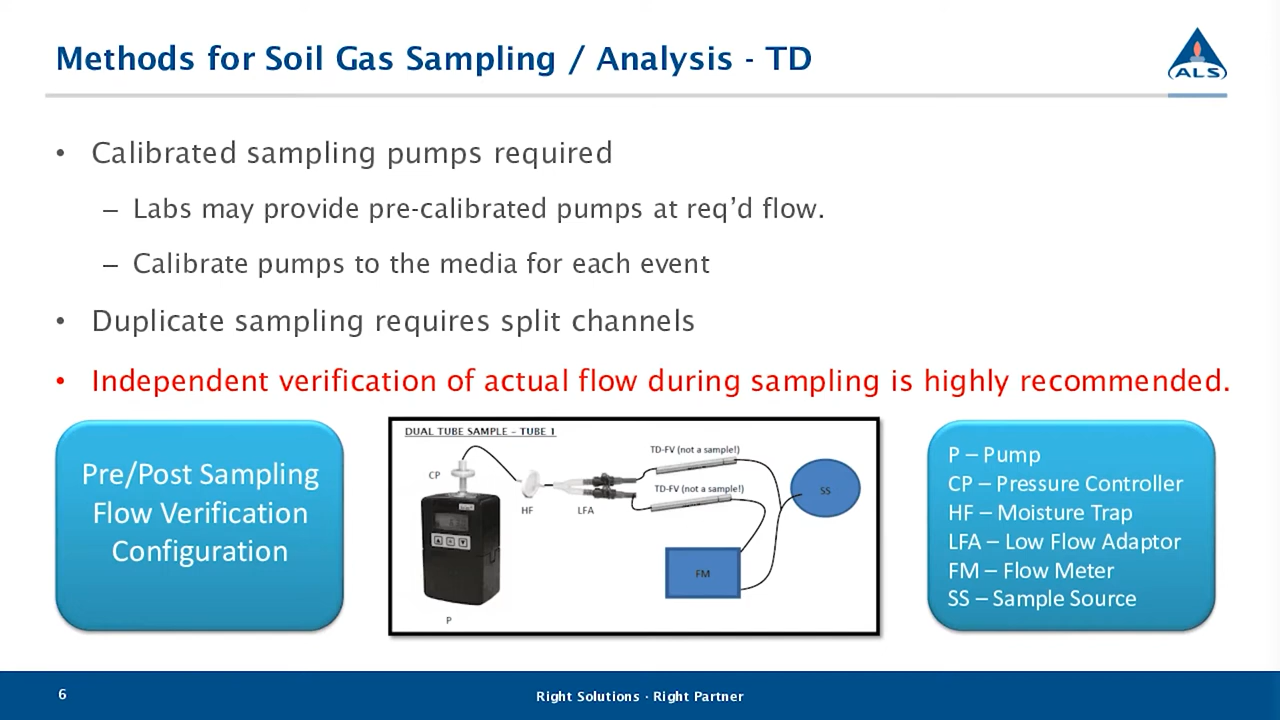 Methods for Soil Gas Sampling / Analysis - TD
ALS
• Calibrated sampling pumps required
– Labs may provide pre-calibrated pumps at req’d flow.
– Calibrate pumps to the media for each event
• Duplicate sampling requires split channels
• Independent verification of actual flow during sampling is highly recommended.
Pre/Post Sampling
Flow Verification
Configuration
DUAL TUBE SAMPLE – TUBE 1
TD-FV (not a sample!)
CP
TD-FV (not a sample!)
SS
HF
LFA
FM
P
P – Pump
CP – Pressure Controller
HF – Moisture Trap
LFA – Low Flow Adaptor
FM – Flow Meter
SS – Sample Source
6
Right Solutions · Right Partner